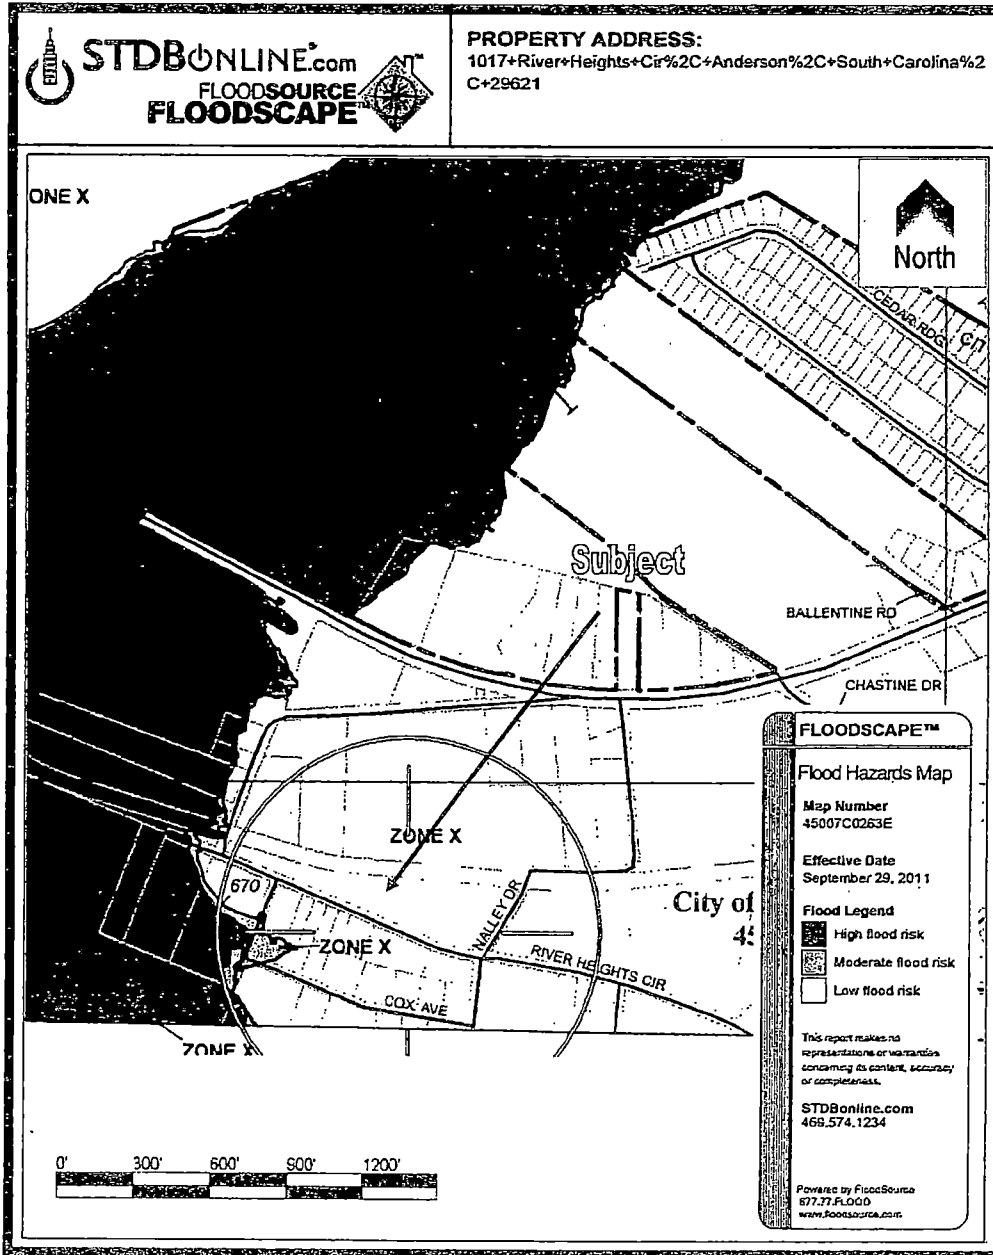 STDBONLINE.com™
FLOODSOURCE
FLOODSCAPE™
PROPERTY ADDRESS:
1017+River+Heights+Cir%2C+Anderson%2C+South+Carolina%2
C+29621
ONE X
North
CEDAR RDG
CIT
Subject
BALLENTINE RD
CHASTINE DR
ZONE X
670
ZONE X
NALLEY DR
City of
45
RIVER HEIGHTS CIR
COX AVE
ZONE X
FLOODSCAPE™
Flood Hazards Map
Map Number
45007C0263E
Effective Date
September 29, 2011
Flood Legend
High flood risk
Moderate flood risk
Low flood risk
This report makes no
representations or warranties
concerning its content, accuracy
or completeness.
STDBonline.com
469.574.1234
Powered by FloodSource
877.77.FLOOD
www.floodsource.com
0' 300' 600' 900' 1200'